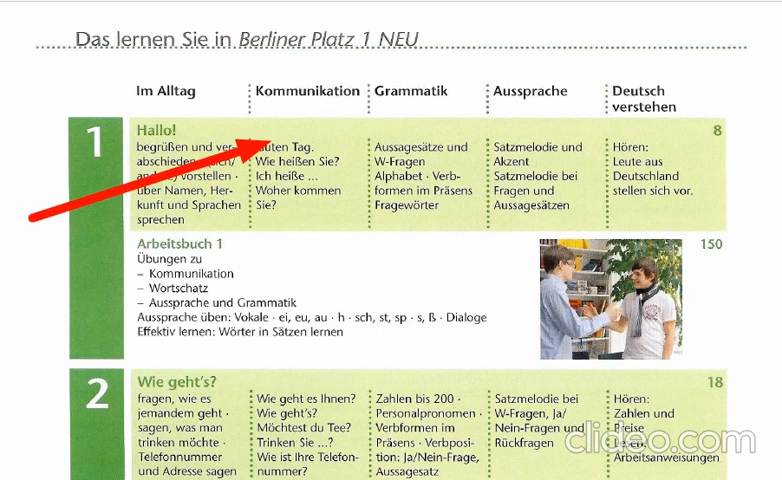 Das lernen Sie in Berliner Platz 1 NEU
Im Alltag
Kommunikation
Grammatik
Aussprache
Deutsch
verstehen
1
Hallo!
8
begrüßen und ver-
abschieden (sich/
andere) vorstellen ·
über Namen, Her-
kunft und Sprachen
sprechen
Guten Tag.
Wie heißen Sie?
Ich heiße ...
Woher kommen
Sie?
Aussagesätze und
W-Fragen
Alphabet · Verb-
formen im Präsens
Fragewörter
Satzmelodie und
Akzent
Satzmelodie bei
Fragen und
Aussagesätzen
Hören:
Leute aus
Deutschland
stellen sich vor.
Arbeitsbuch 1
150
Übungen zu
– Kommunikation
– Wortschatz
– Aussprache und Grammatik
Aussprache üben: Vokale · ei, eu, au · h · sch, st, sp · s, ß · Dialoge
Effektiv lernen: Wörter in Sätzen lernen
2
Wie geht's?
18
fragen, wie es
jemandem geht ·
sagen, was man
trinken möchte ·
Telefonnummer
und Adresse sagen
Wie geht es Ihnen?
Wie geht's?
Möchtest du Tee?
Trinken Sie ...?
Wie ist Ihre Telefon-
nummer?
Zahlen bis 200 ·
Personalpronomen ·
Verbformen im
Präsens · Verbposi-
tion: Ja/Nein-Frage,
Aussagesatz
Satzmelodie bei
W-Fragen, Ja/
Nein-Fragen und
Rückfragen
Hören:
Zahlen und
Preise
Lesen:
Arbeitsanweisungen
clideo.com